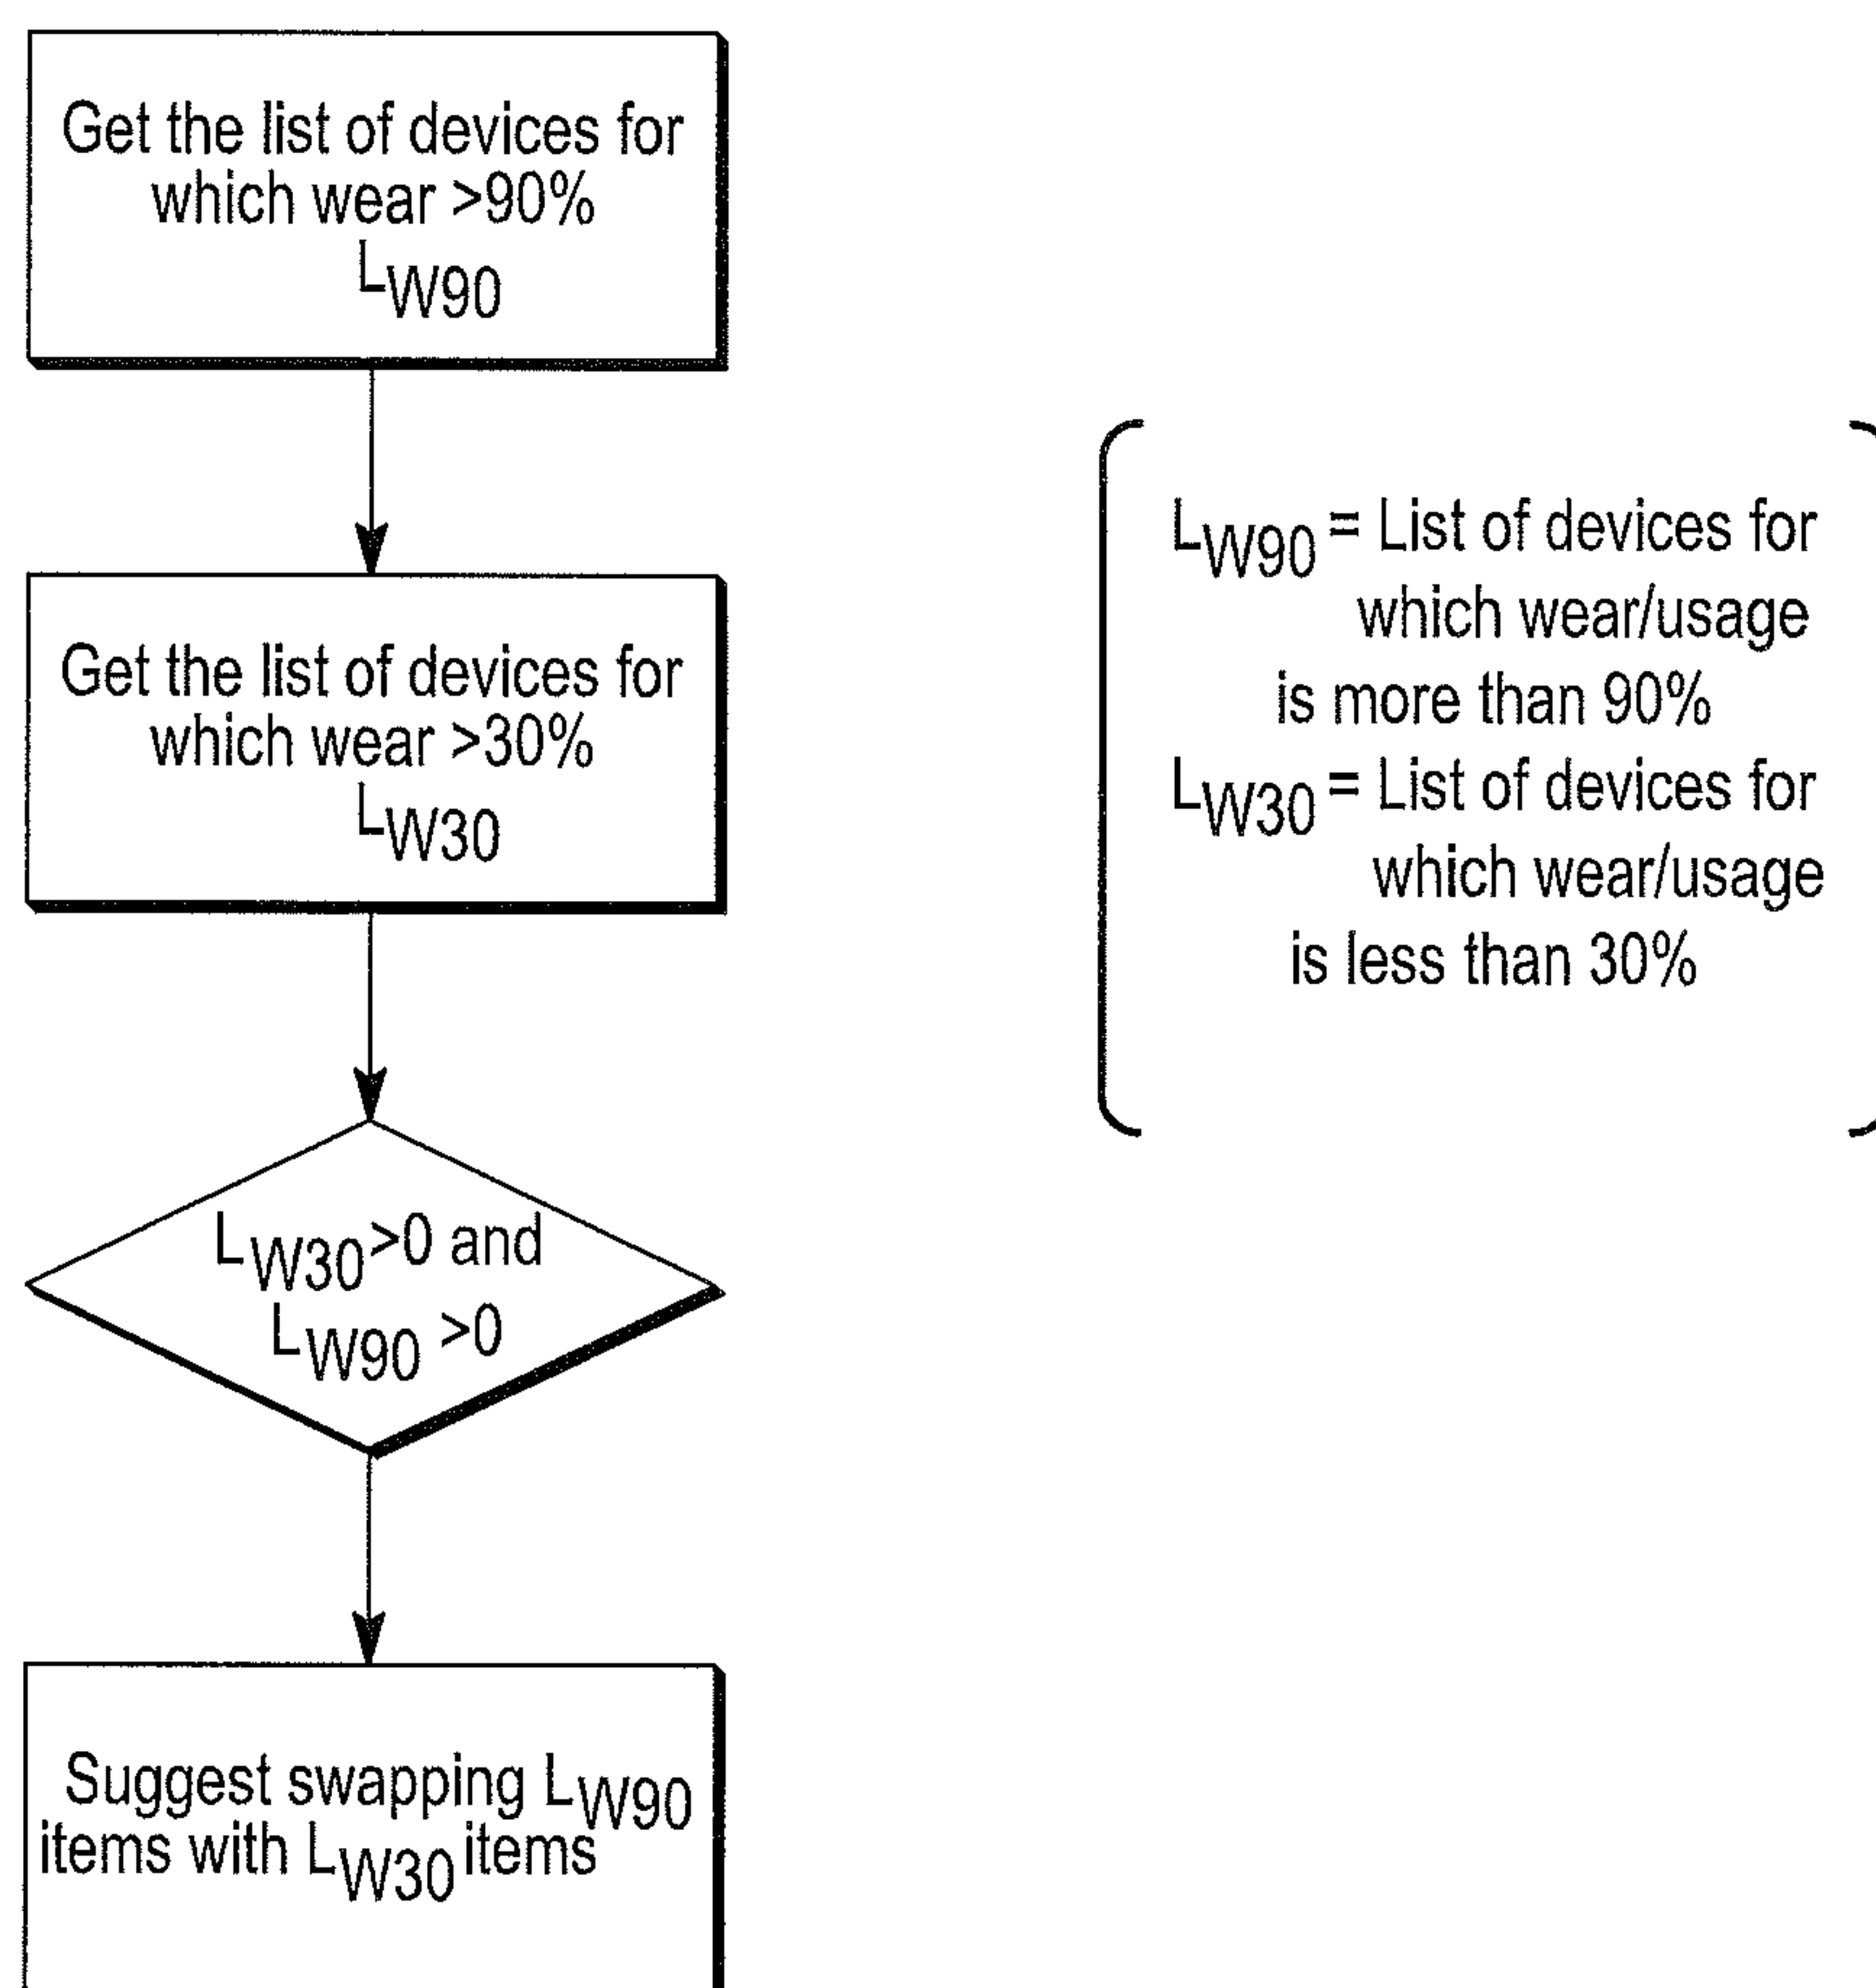 Get the list of devices for
which wear >90%
LW90
Get the list of devices for
which wear >30%
LW30
LW30>0 and
LW90 >0
Suggest swapping LW90
items with LW30 items
LW90 = List of devices for
which wear/usage
is more than 90%
LW30 = List of devices for
which wear/usage
is less than 30%